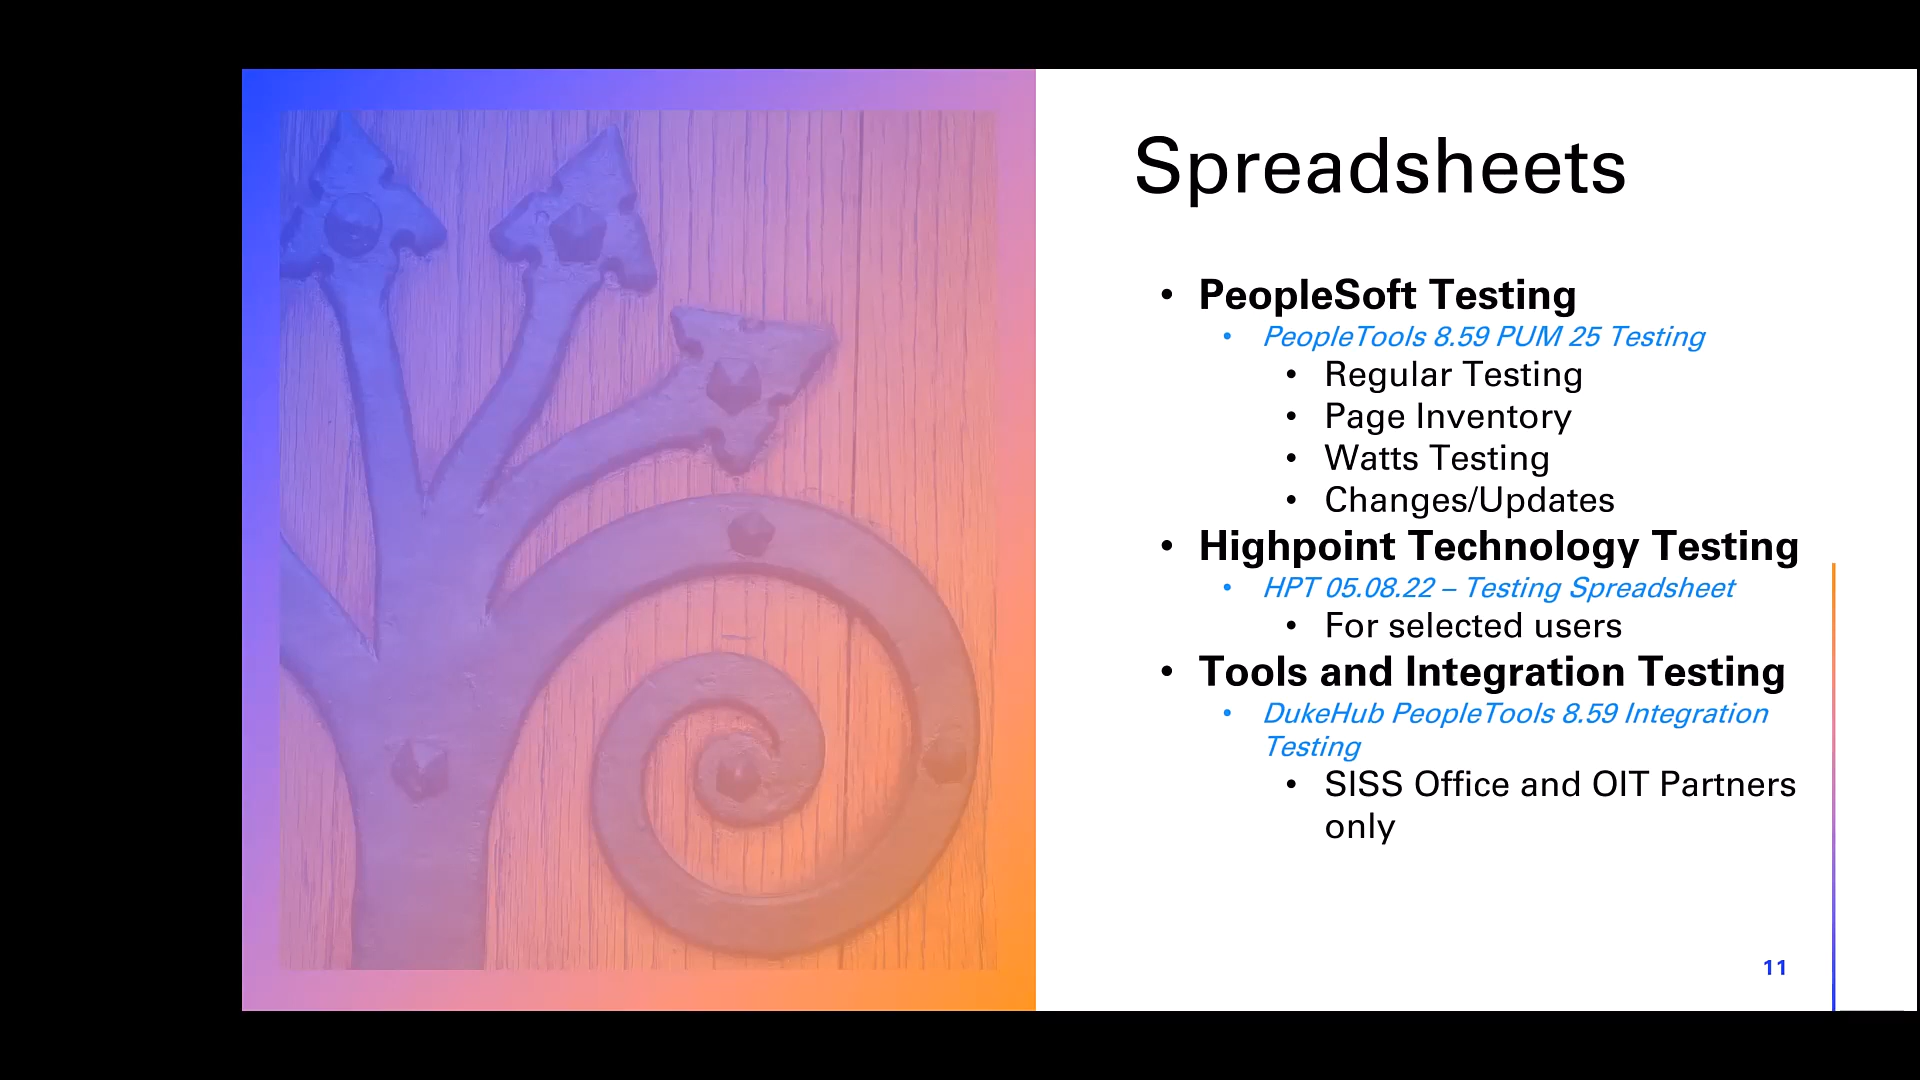 Spreadsheets
• PeopleSoft Testing
• PeopleTools 8.59 PUM 25 Testing
• Regular Testing
• Page Inventory
• Watts Testing
• Changes/Updates
• Highpoint Technology Testing
• HPT 05.08.22 – Testing Spreadsheet
• For selected users
• Tools and Integration Testing
• DukeHub PeopleTools 8.59 Integration
Testing
• SISS Office and OIT Partners
only
11